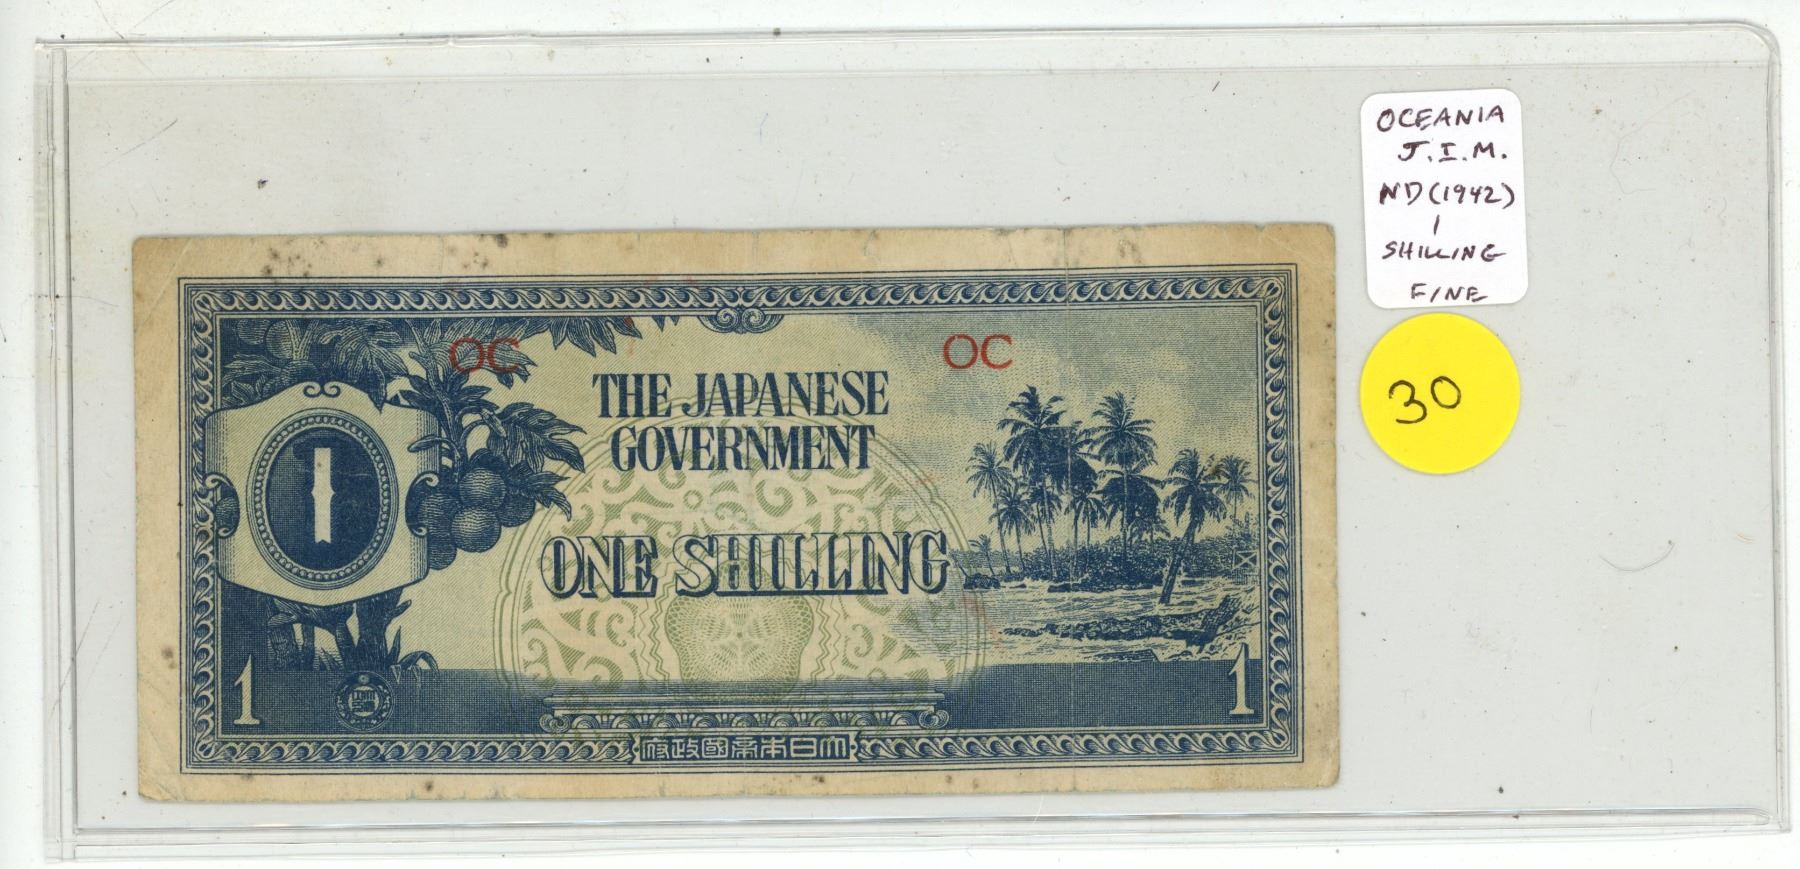 OCEANIA
J.I.M.
ND(1942)
1
SHILLING
FINE
30
OC OC
THE JAPANESE
GOVERNMENT
1
ONE SHILLING
1 1
府政國帝本日大